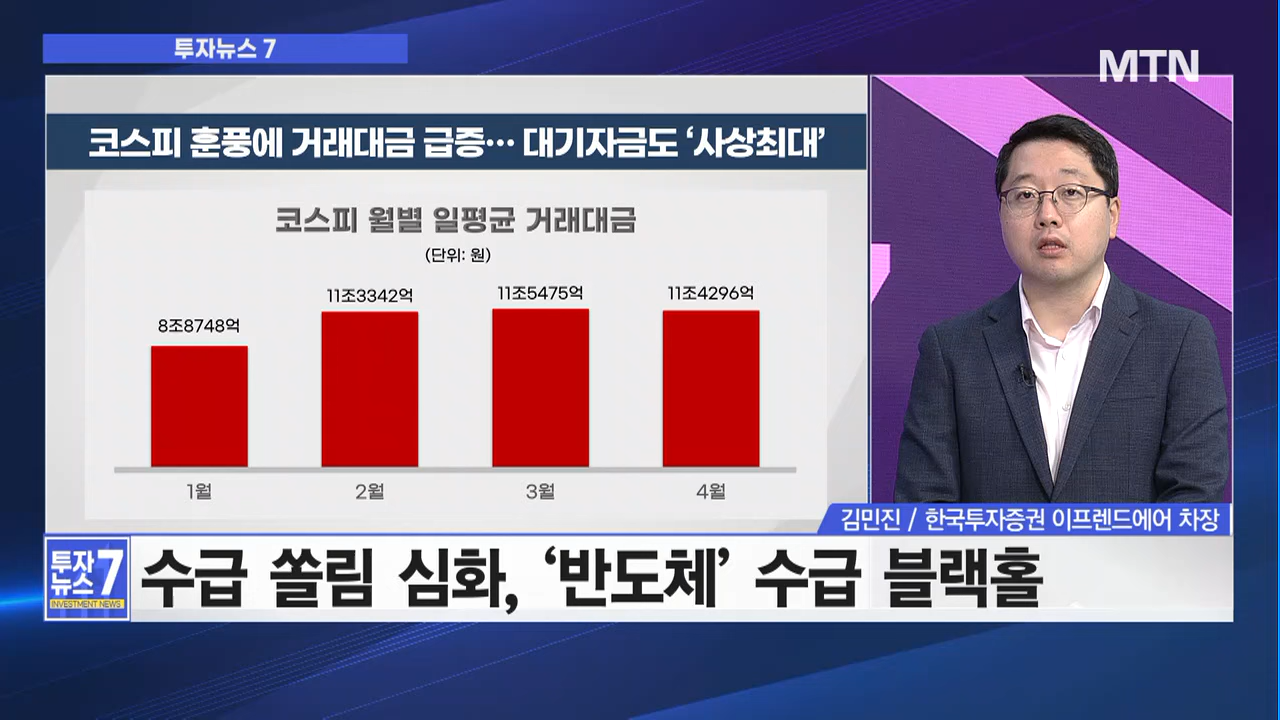 투자뉴스 7
MTN
코스피 훈풍에 거래대금 급증… 대기자금도 ‘사상최대’
코스피 월별 일평균 거래대금
(단위: 원)
8조8748억
11조3342억
11조5475억
11조4296억
1월
2월
3월
4월
김민진 / 한국투자증권 이프렌드에어 차장
투자
뉴스 7
INVESTMENT NEWS
수급 쏠림 심화, ‘반도체’ 수급 블랙홀